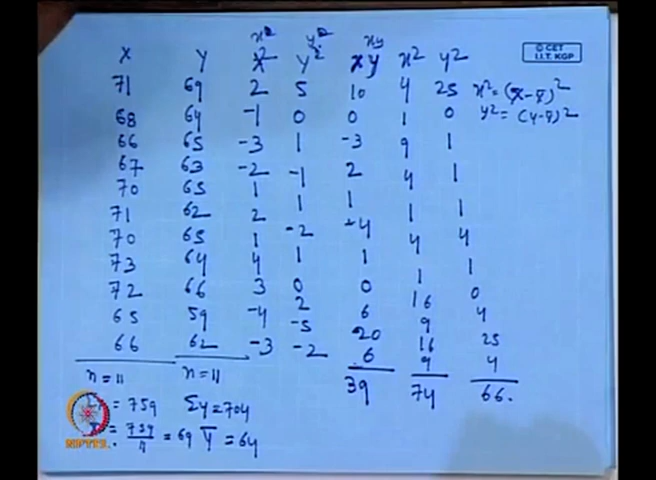 x² y² xy
X Y x² y² xy x² y²
© CET
I.I.T. KGP
71 69 2 5 10 4 25 x² = (x-x̄)²
68 64 -1 0 0 1 0 y² = (y-ȳ)²
66 65 -3 1 -3 9 1
67 63 -2 -1 2 4 1
70 65 1 1 1 1 1
71 62 2 -2 -4 4 4
70 65 1 1 1 1 1
73 64 4 0 0 16 0
72 66 3 2 6 9 4
65 59 -4 -5 20 16 25
66 62 -3 -2 6 9 4
39 74 66.
n = 11 n = 11
= 759 Σy = 704
= 759/11 = 69 ȳ = 64
NPTEL